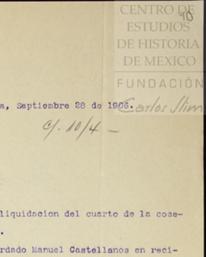 CENTRO DE
ESTUDIOS
DE HISTORIA
DE MEXICO
FUNDACIÓN
Carlos Slim
a, Septiembre 28 de 1905.
c/. 10/4 —
liquidacion del cuarto de la cose-
rdado Manuel Castellanos en reci-